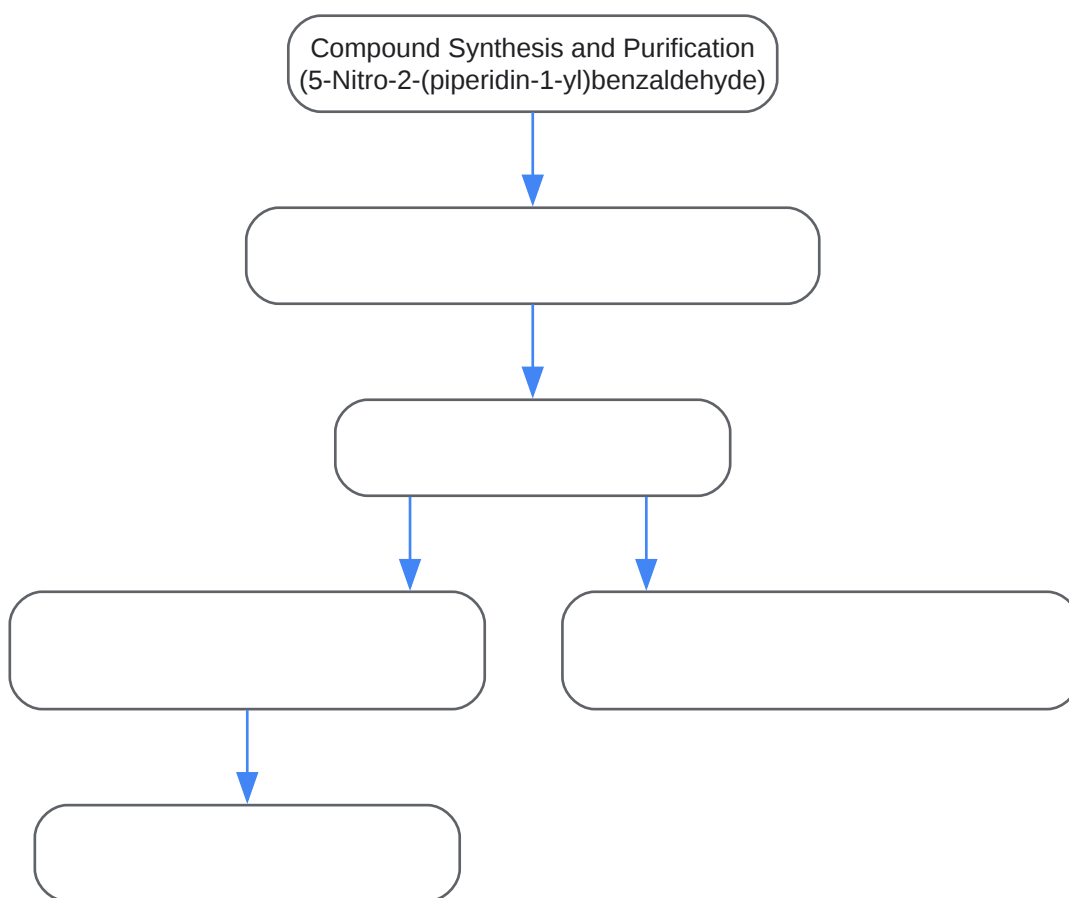 Compound Synthesis and Purification
(5-Nitro-2-(piperidin-1-yl)benzaldehyde)